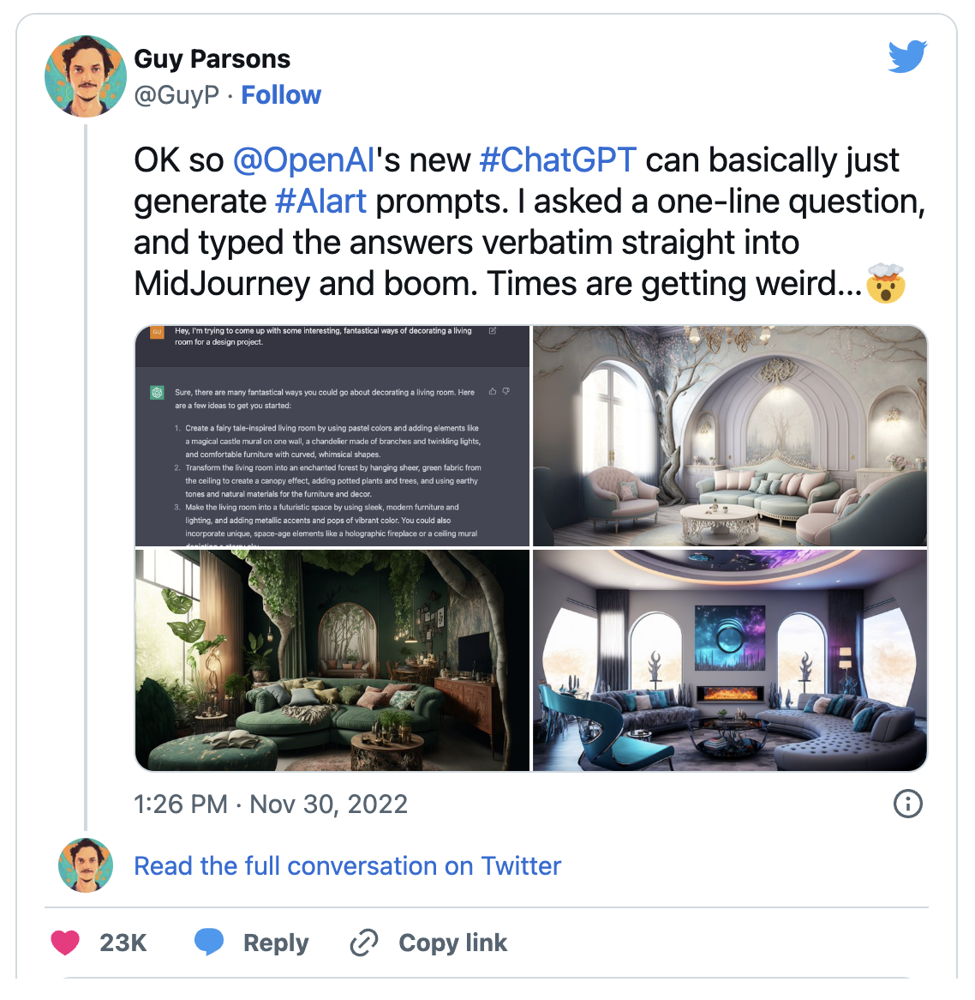 Guy Parsons
@GuyP · Follow
OK so @OpenAI's new #ChatGPT can basically just
generate #AIart prompts. I asked a one-line question,
and typed the answers verbatim straight into
MidJourney and boom. Times are getting weird...🤯
GU
Hey, I'm trying to come up with some interesting, fantastical ways of decorating a living
room for a design project.
Sure, there are many fantastical ways you could go about decorating a living room. Here
are a few ideas to get you started:
1. Create a fairy tale-inspired living room by using pastel colors and adding elements like
a magical castle mural on one wall, a chandelier made of branches and twinkling lights,
and comfortable furniture with curved, whimsical shapes.
2. Transform the living room into an enchanted forest by hanging sheer, green fabric from
the ceiling to create a canopy effect, adding potted plants and trees, and using earthy
tones and natural materials for the furniture and decor.
3. Make the living room into a futuristic space by using sleek, modern furniture and
lighting, and adding metallic accents and pops of vibrant color. You could also
incorporate unique, space-age elements like a holographic fireplace or a ceiling mural
1:26 PM · Nov 30, 2022
Read the full conversation on Twitter
23K
Reply
Copy link